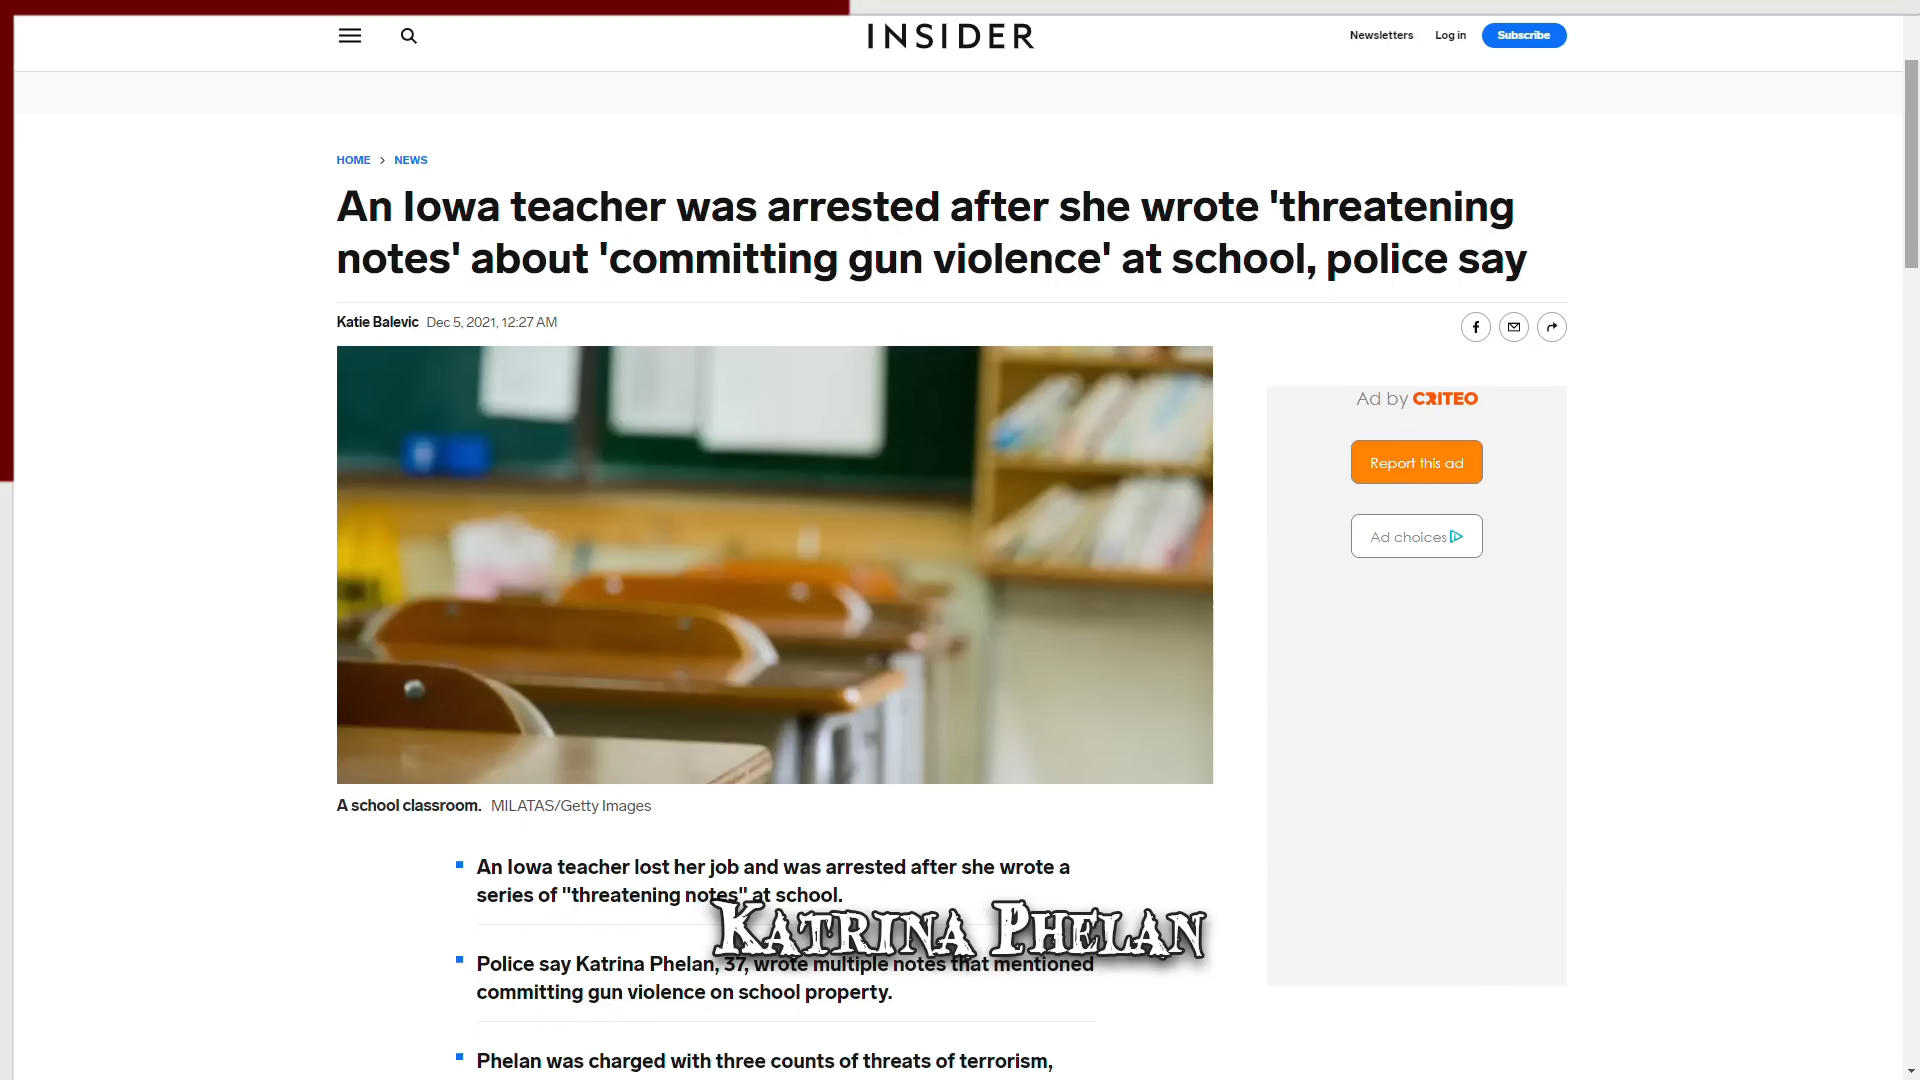 INSIDER
Newsletters
Log in
Subscribe
HOME > NEWS
An Iowa teacher was arrested after she wrote 'threatening
notes' about 'committing gun violence' at school, police say
Katie Balevic Dec 5, 2021, 12:27 AM
Ad by CRITEO
Report this ad
Ad choices
A school classroom. MILATAS/Getty Images
An Iowa teacher lost her job and was arrested after she wrote a
series of "threatening notes" at school.
KATRINA PHELAN
Police say Katrina Phelan, 37, wrote multiple notes that mentioned
committing gun violence on school property.
Phelan was charged with three counts of threats of terrorism,